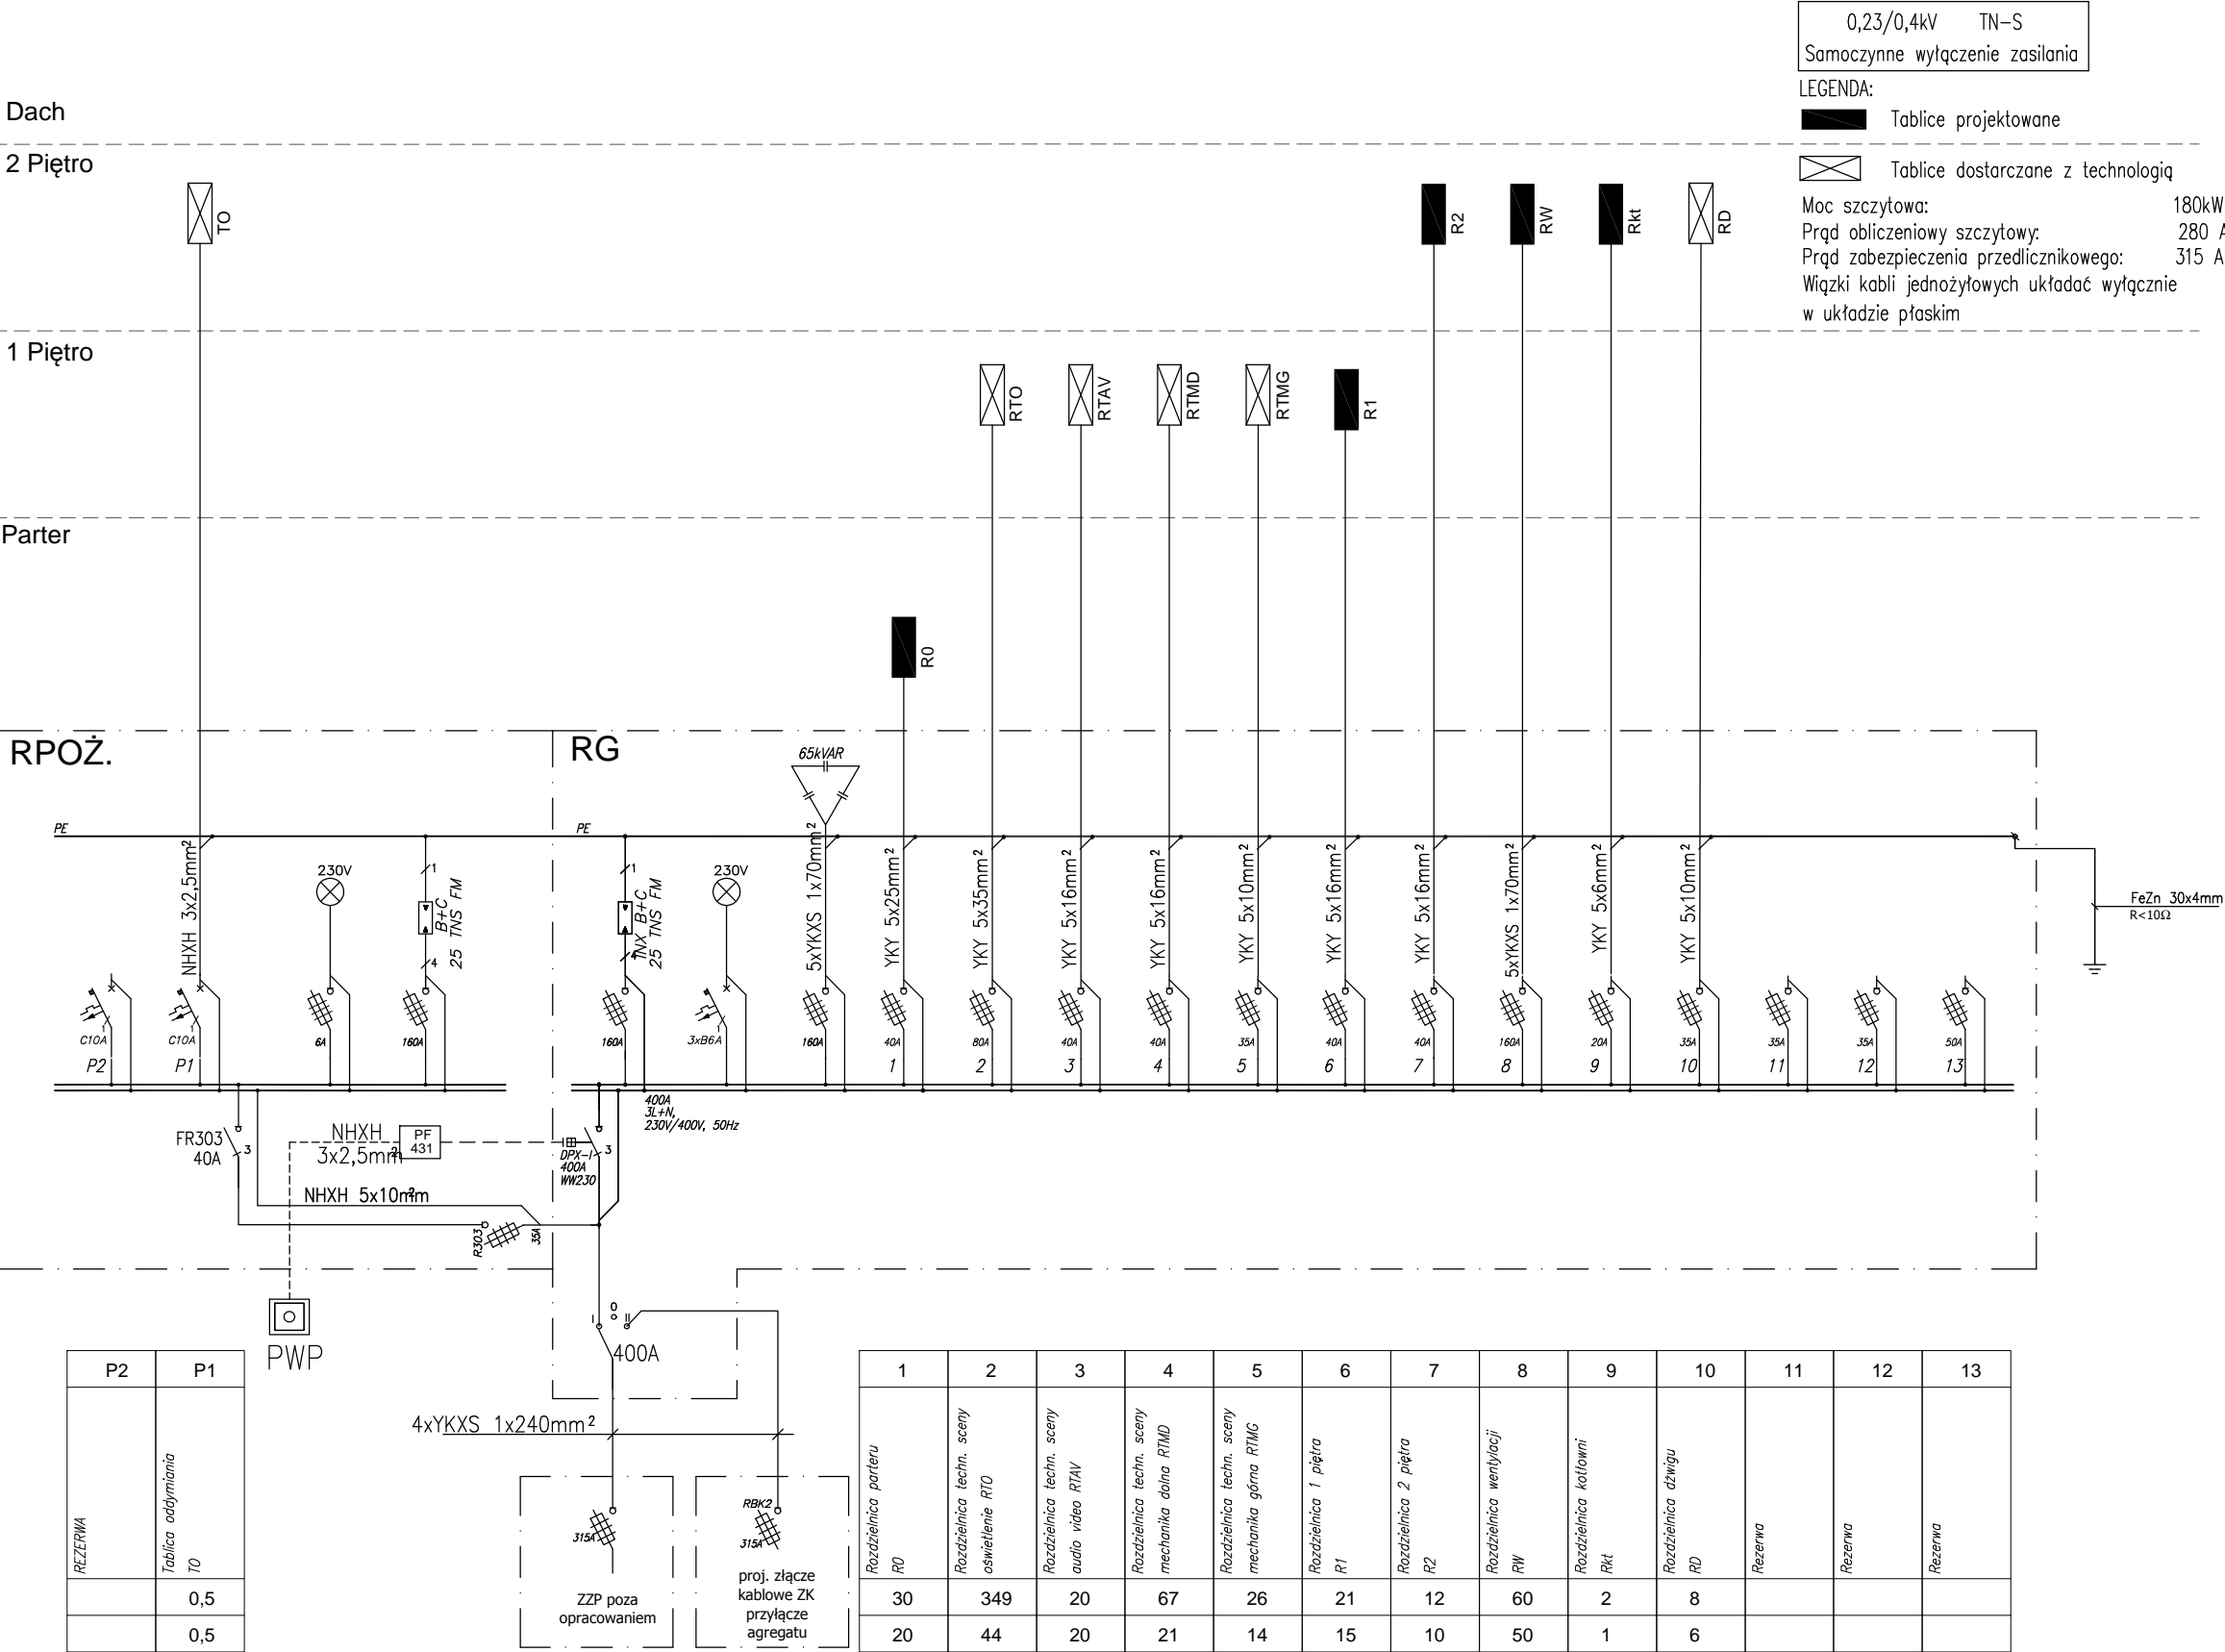 0,23/0,4kV TN-S
Samoczynne wyłączenie zasilania
LEGENDA:
Tablice projektowane
Tablice dostarczane z technologią
Moc szczytowa: 180kW
Prąd obliczeniowy szczytowy: 280 A
Prąd zabezpieczenia przedlicznikowego: 315 A
Wiązki kabli jednożyłowych układać wyłącznie
w układzie płaskim
Dach
2 Piętro
TO
R2
RW
Rkt
RD
1 Piętro
RTO
RTAV
RTMD
RTMG
R1
Parter
R0
RPOŻ.
RG
65kVAR
PE
PE
NHXH 3x2,5mm²
230V
1
B+C
25 TNS FM
4
1
TNX B+C
25 TNS FM
4
230V
5xYKXS 1x70mm²
YKY 5x25mm²
YKY 5x35mm²
YKY 5x16mm²
YKY 5x16mm²
YKY 5x10mm²
YKY 5x16mm²
YKY 5x16mm²
5xYKXS 1x70mm²
YKY 5x6mm²
YKY 5x10mm²
FeZn 30x4mm
R<10Ω
1
C10A
P2
1
C10A
P1
6A
160A
160A
1
3xB6A
160A
40A
1
80A
2
40A
3
40A
4
35A
5
40A
6
40A
7
160A
8
20A
9
35A
10
35A
11
35A
12
50A
13
400A
3L+N,
230V/400V, 50Hz
FR303
40A
3
NHXH
3x2,5mm²
PF
431
DPX-I
400A
WW230
3
NHXH 5x10mm²
R303
35A
PWP
I
0
II
400A
4xYKXS 1x240mm²
315A
ZZP poza
opracowaniem
RBK2
315A
proj. złącze
kablowe ZK
przyłącze
agregatu
P2 P1
REZERWA
Tablica oddymiania
TO
0,5
0,5
1 2 3 4 5 6 7 8 9 10 11 12 13
Rozdzielnica parteru
R0
Rozdzielnica techn. sceny
oświetlenie RTO
Rozdzielnica techn. sceny
audio video RTAV
Rozdzielnica techn. sceny
mechanika dolna RTMD
Rozdzielnica techn. sceny
mechanika górna RTMG
Rozdzielnica 1 piętra
R1
Rozdzielnica 2 piętra
R2
Rozdzielnica wentylacji
RW
Rozdzielnica kotłowni
Rkt
Rozdzielnica dźwigu
RD
Rezerwa
Rezerwa
Rezerwa
30 349 20 67 26 21 12 60 2 8
20 44 20 21 14 15 10 50 1 6